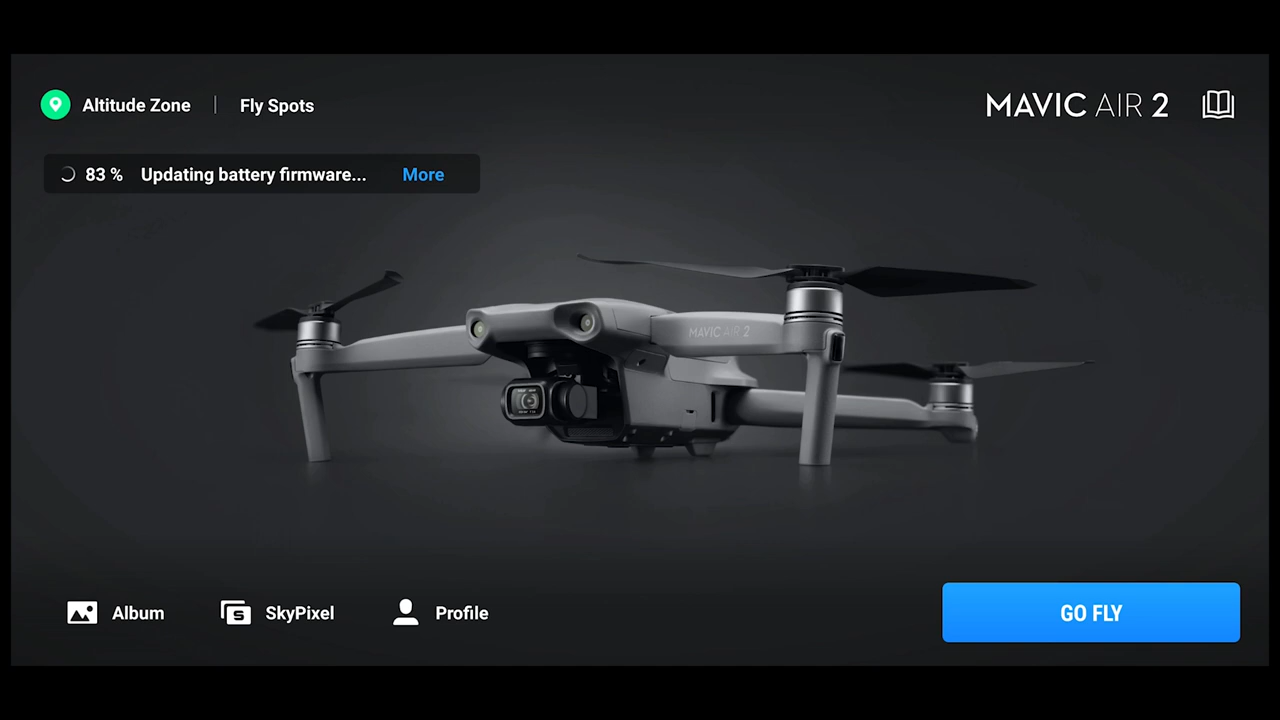 Altitude Zone | Fly Spots
MAVIC AIR 2
83 % Updating battery firmware... More
MAVIC AIR 2
Album SkyPixel Profile
GO FLY